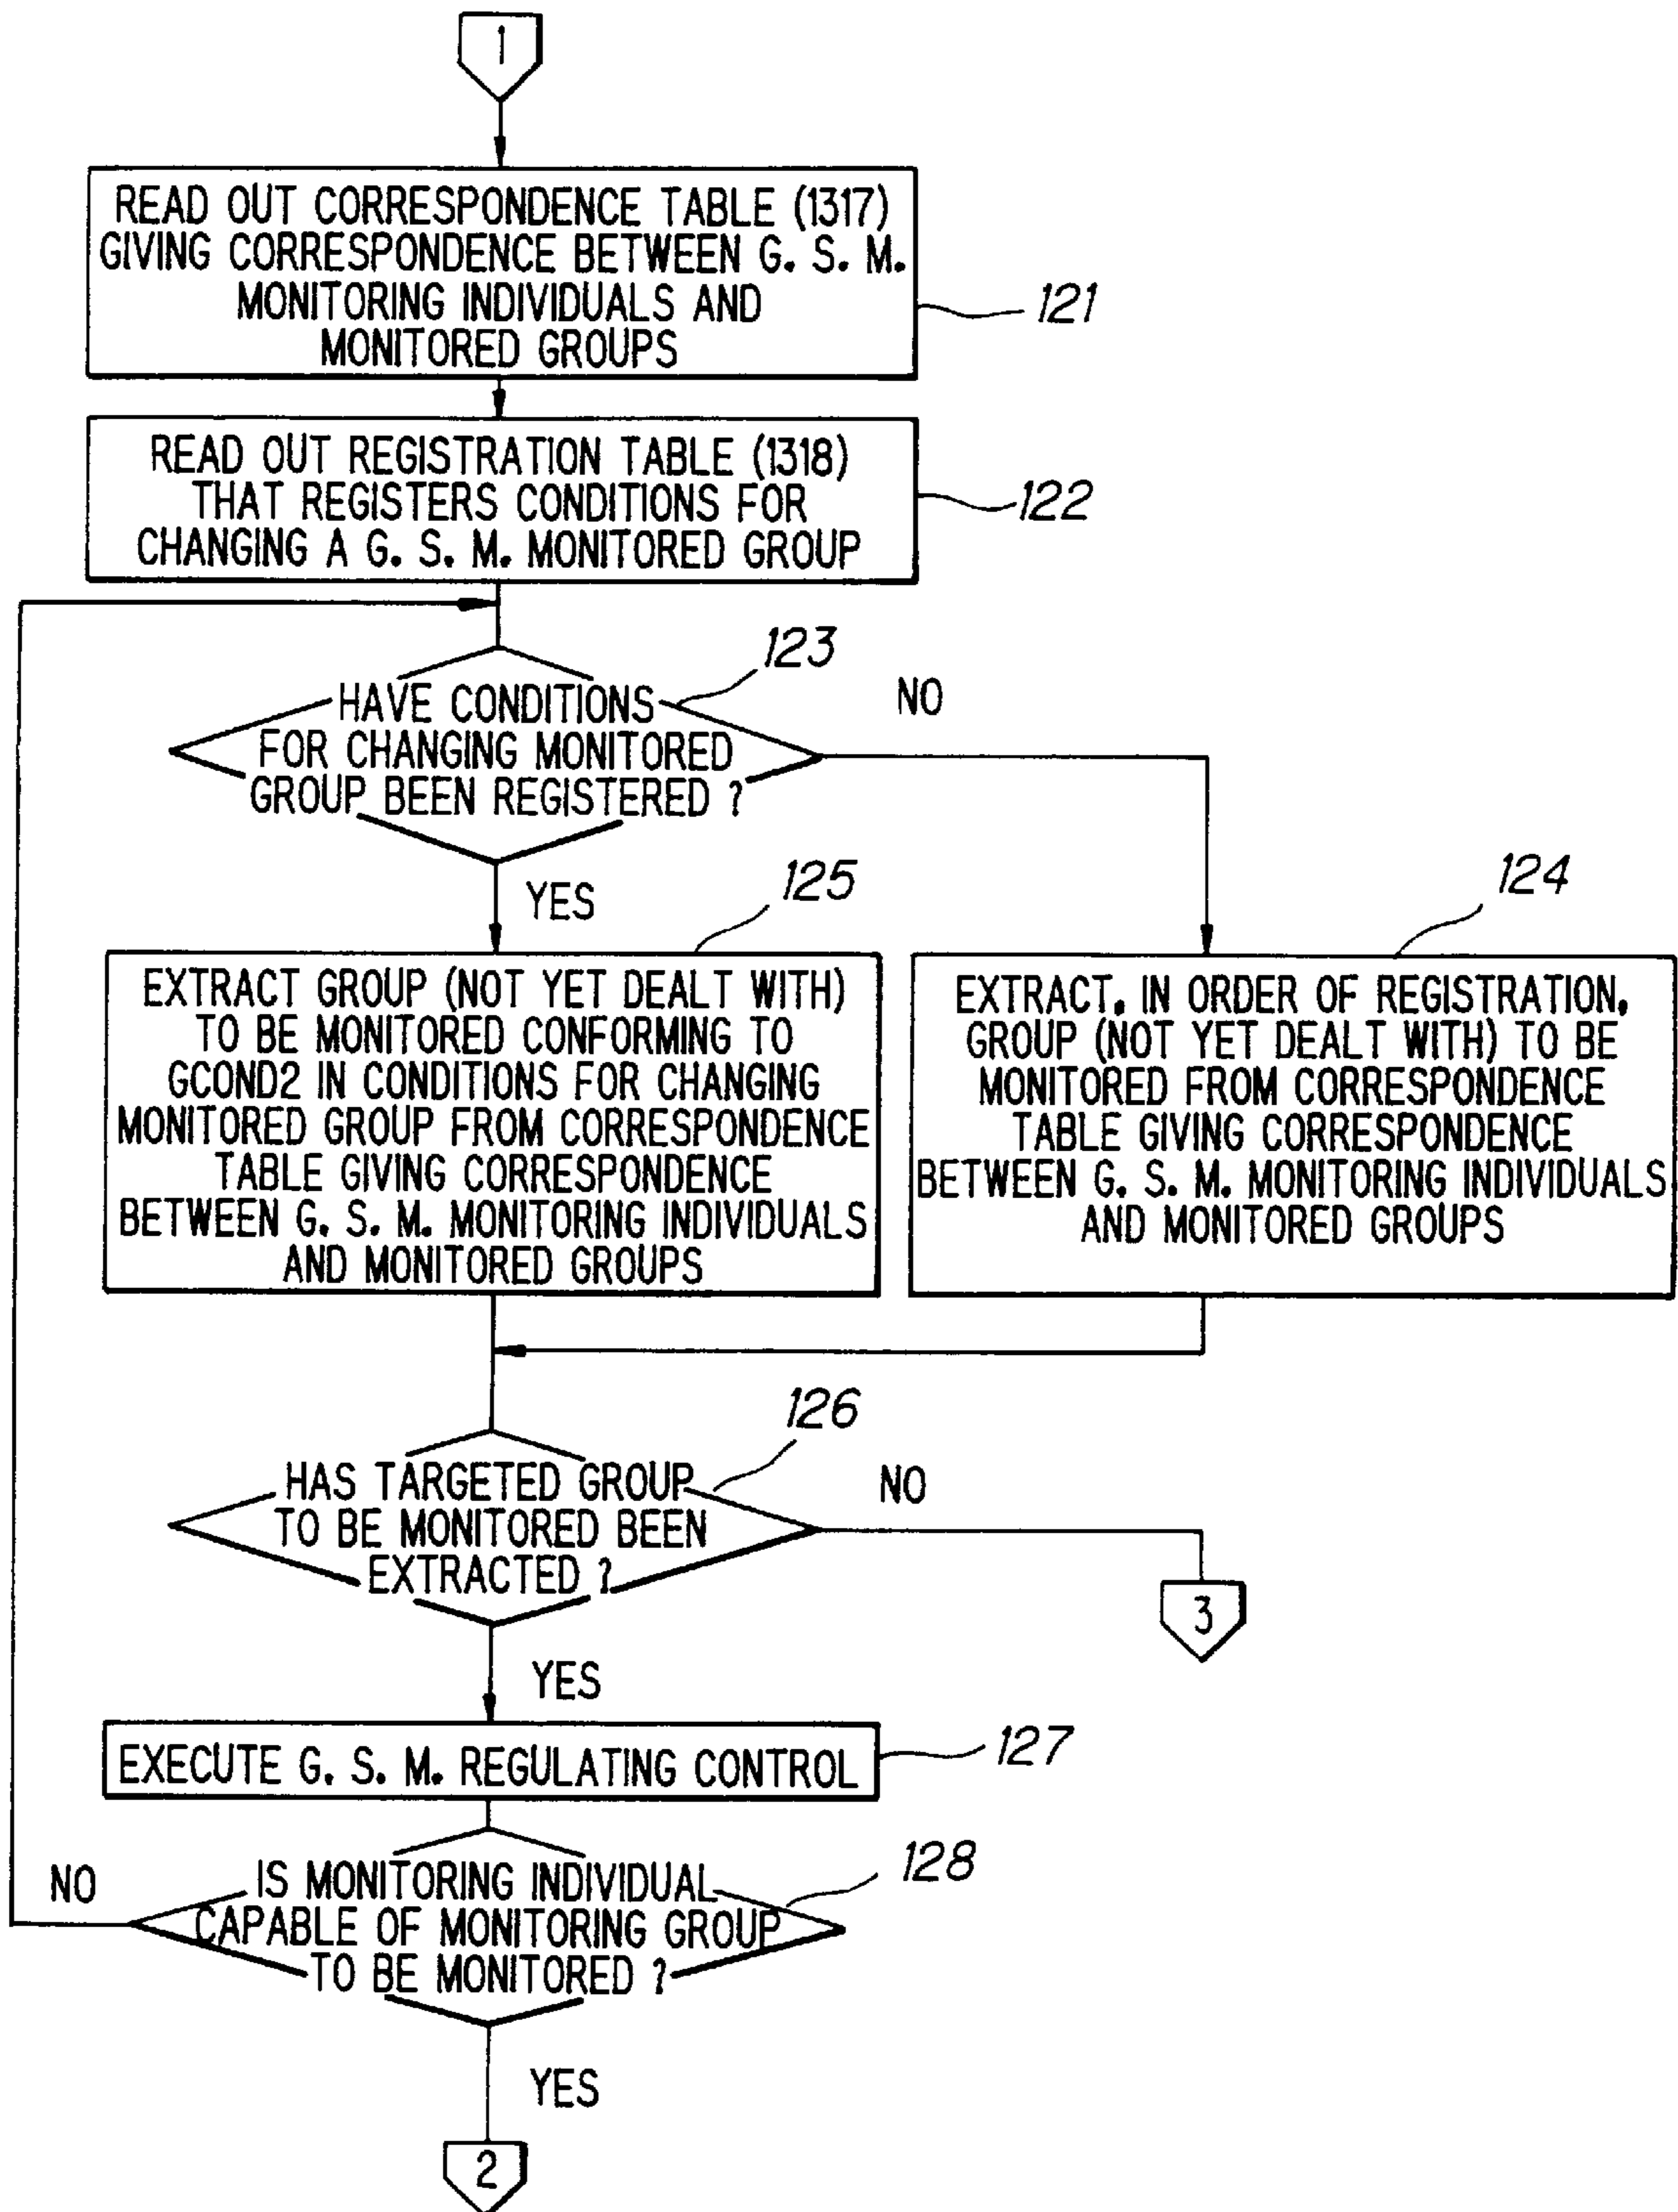 1
READ OUT CORRESPONDENCE TABLE (1317)
GIVING CORRESPONDENCE BETWEEN G. S. M.
MONITORING INDIVIDUALS AND
MONITORED GROUPS
121
READ OUT REGISTRATION TABLE (1318)
THAT REGISTERS CONDITIONS FOR
CHANGING A G. S. M. MONITORED GROUP
122
123
HAVE CONDITIONS
FOR CHANGING MONITORED
GROUP BEEN REGISTERED ?
NO
YES
125
EXTRACT GROUP (NOT YET DEALT WITH)
TO BE MONITORED CONFORMING TO
GCOND2 IN CONDITIONS FOR CHANGING
MONITORED GROUP FROM CORRESPONDENCE
TABLE GIVING CORRESPONDENCE
BETWEEN G. S. M. MONITORING INDIVIDUALS
AND MONITORED GROUPS
124
EXTRACT, IN ORDER OF REGISTRATION,
GROUP (NOT YET DEALT WITH) TO BE
MONITORED FROM CORRESPONDENCE
TABLE GIVING CORRESPONDENCE
BETWEEN G. S. M. MONITORING INDIVIDUALS
AND MONITORED GROUPS
126
HAS TARGETED GROUP
TO BE MONITORED BEEN
EXTRACTED ?
NO
3
YES
EXECUTE G. S. M. REGULATING CONTROL
127
128
IS MONITORING INDIVIDUAL
CAPABLE OF MONITORING GROUP
TO BE MONITORED ?
NO
YES
2